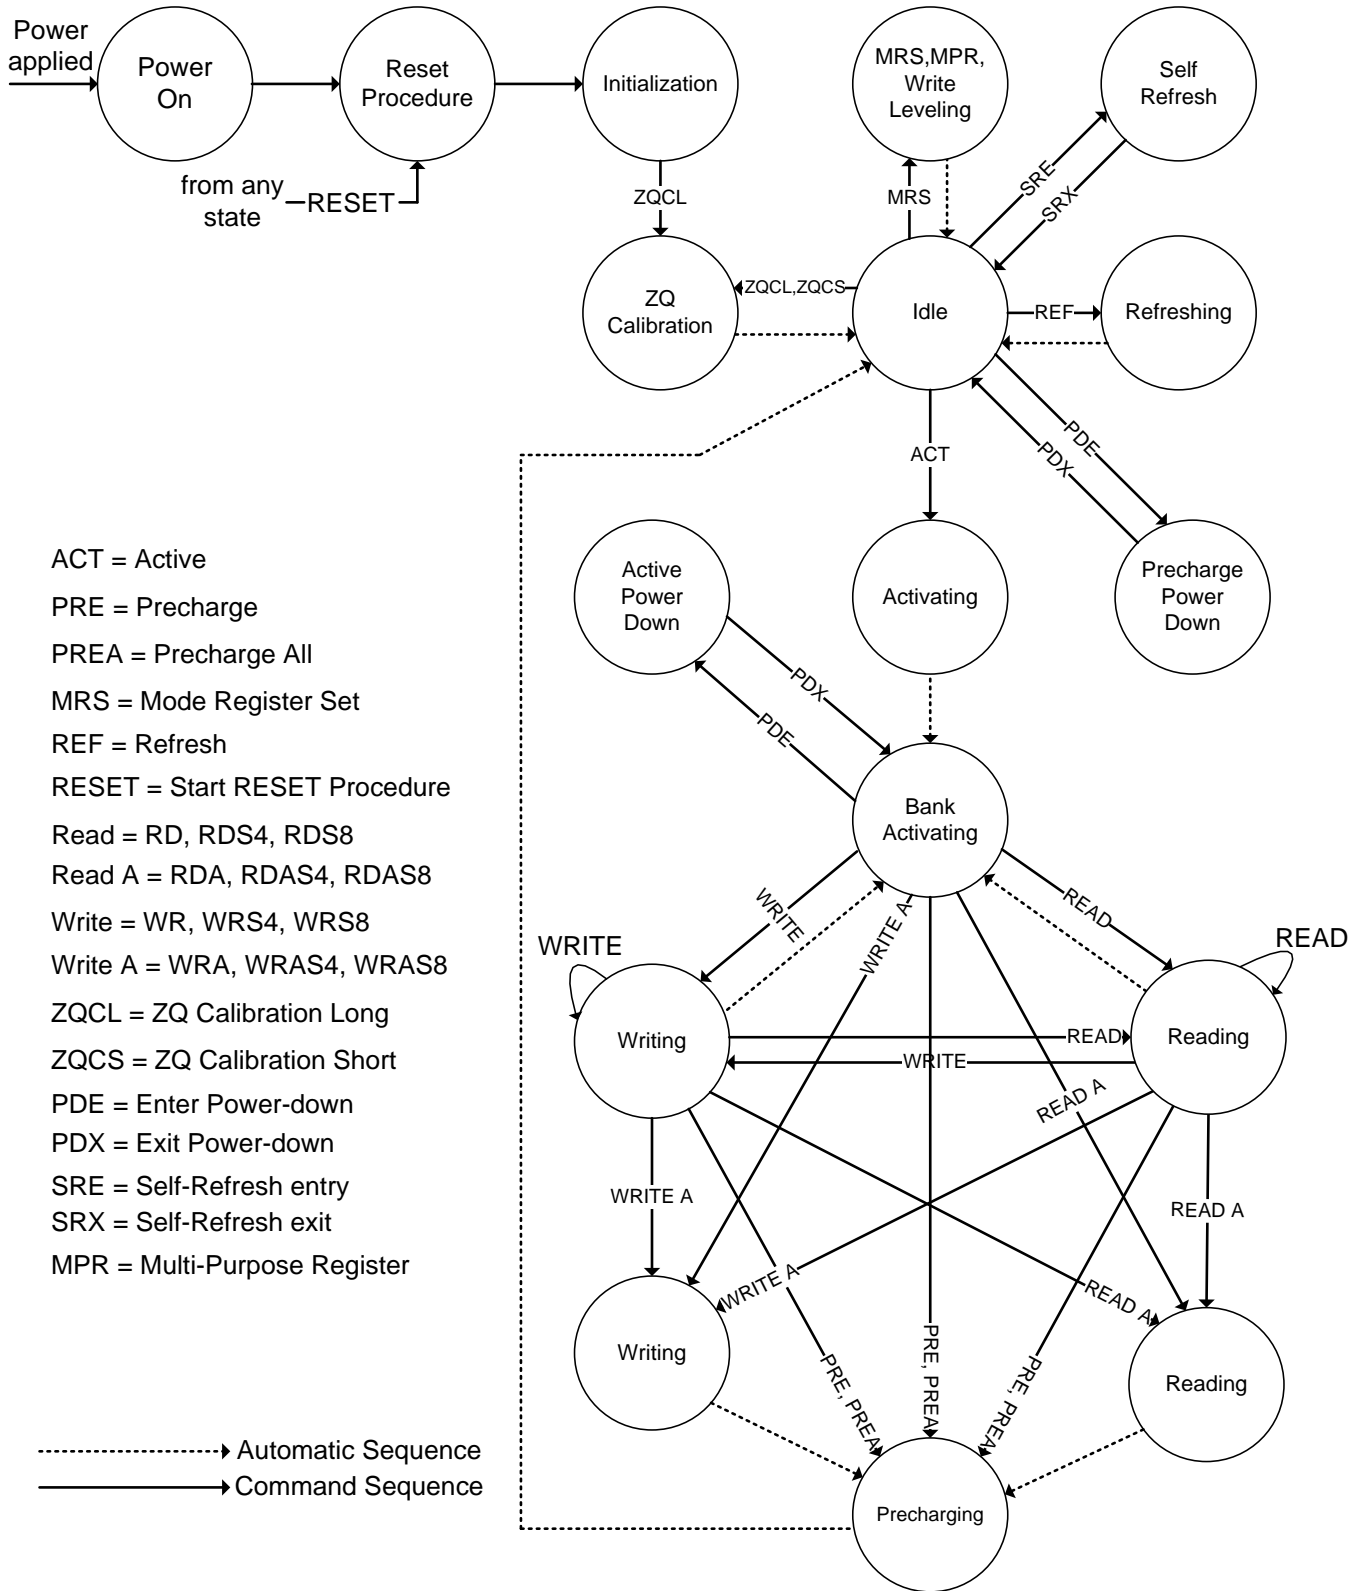 Power
applied
Power
On
Reset
Procedure
Initialization
MRS,MPR,
Write
Leveling
Self
Refresh
from any
state
RESET
ZQCL
MRS
SRE
SRX
ZQ
Calibration
ZQCL,ZQCS
Idle
REF
Refreshing
ACT
PDE
PDX
ACT = Active
PRE = Precharge
PREA = Precharge All
MRS = Mode Register Set
REF = Refresh
RESET = Start RESET Procedure
Read = RD, RDS4, RDS8
Read A = RDA, RDAS4, RDAS8
Write = WR, WRS4, WRS8
Write A = WRA, WRAS4, WRAS8
ZQCL = ZQ Calibration Long
ZQCS = ZQ Calibration Short
PDE = Enter Power-down
PDX = Exit Power-down
SRE = Self-Refresh entry
SRX = Self-Refresh exit
MPR = Multi-Purpose Register
Active
Power
Down
Activating
Precharge
Power
Down
PDX
PDE
Bank
Activating
WRITE
WRITE A
READ
WRITE
READ
Writing
READ
WRITE
Reading
READ A
WRITE A
READ A
WRITE A
READ A
Writing
PRE, PREA
PRE, PREA
PRE, PREA
Reading
Precharging
Automatic Sequence
Command Sequence